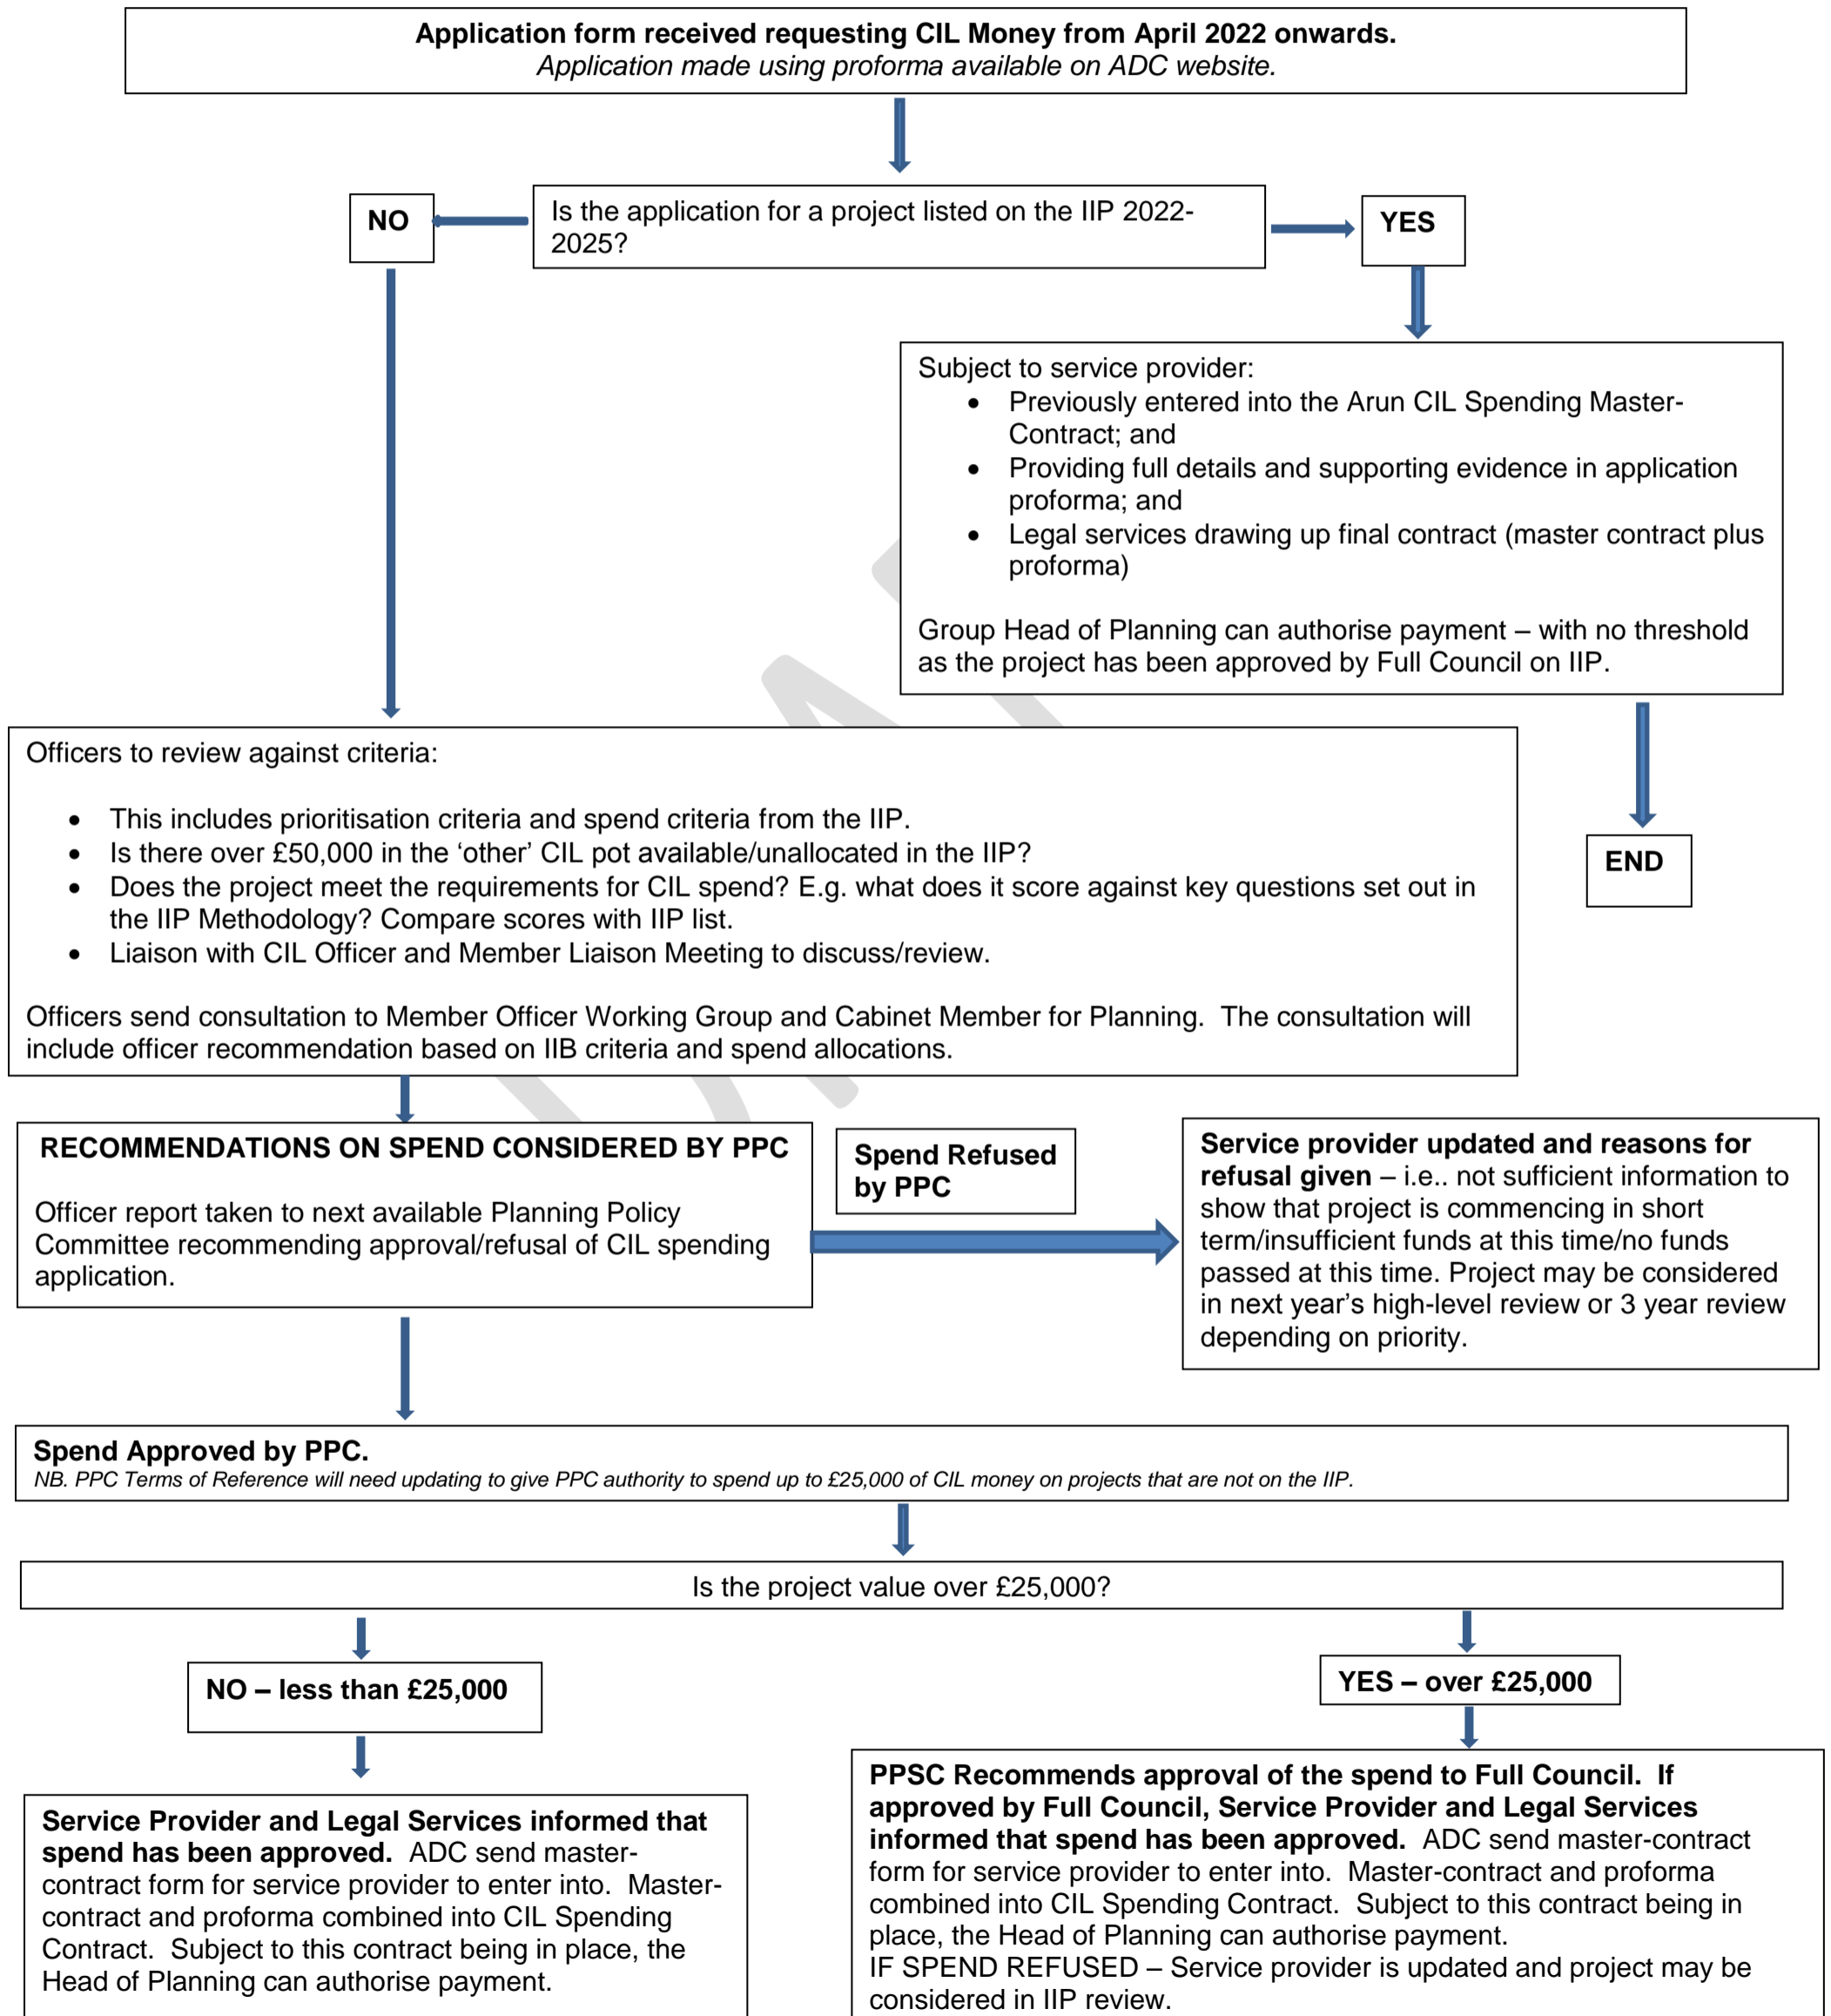 Application form received requesting CIL Money from April 2022 onwards.
Application made using proforma available on ADC website.
NO
Is the application for a project listed on the IIP 2022-
2025?
YES
Subject to service provider:
• Previously entered into the Arun CIL Spending Master-
Contract; and
• Providing full details and supporting evidence in application
proforma; and
• Legal services drawing up final contract (master contract plus
proforma)
Group Head of Planning can authorise payment – with no threshold
as the project has been approved by Full Council on IIP.
END
Officers to review against criteria:
• This includes prioritisation criteria and spend criteria from the IIP.
• Is there over £50,000 in the ‘other’ CIL pot available/unallocated in the IIP?
• Does the project meet the requirements for CIL spend? E.g. what does it score against key questions set out in
the IIP Methodology? Compare scores with IIP list.
• Liaison with CIL Officer and Member Liaison Meeting to discuss/review.
Officers send consultation to Member Officer Working Group and Cabinet Member for Planning. The consultation will
include officer recommendation based on IIB criteria and spend allocations.
RECOMMENDATIONS ON SPEND CONSIDERED BY PPC
Officer report taken to next available Planning Policy
Committee recommending approval/refusal of CIL spending
application.
Spend Refused
by PPC
Service provider updated and reasons for
refusal given – i.e.. not sufficient information to
show that project is commencing in short
term/insufficient funds at this time/no funds
passed at this time. Project may be considered
in next year’s high-level review or 3 year review
depending on priority.
Spend Approved by PPC.
NB. PPC Terms of Reference will need updating to give PPC authority to spend up to £25,000 of CIL money on projects that are not on the IIP.
Is the project value over £25,000?
NO – less than £25,000
YES – over £25,000
Service Provider and Legal Services informed that
spend has been approved. ADC send master-
contract form for service provider to enter into. Master-
contract and proforma combined into CIL Spending
Contract. Subject to this contract being in place, the
Head of Planning can authorise payment.
PPSC Recommends approval of the spend to Full Council. If
approved by Full Council, Service Provider and Legal Services
informed that spend has been approved. ADC send master-contract
form for service provider to enter into. Master-contract and proforma
combined into CIL Spending Contract. Subject to this contract being in
place, the Head of Planning can authorise payment.
IF SPEND REFUSED – Service provider is updated and project may be
considered in IIP review.